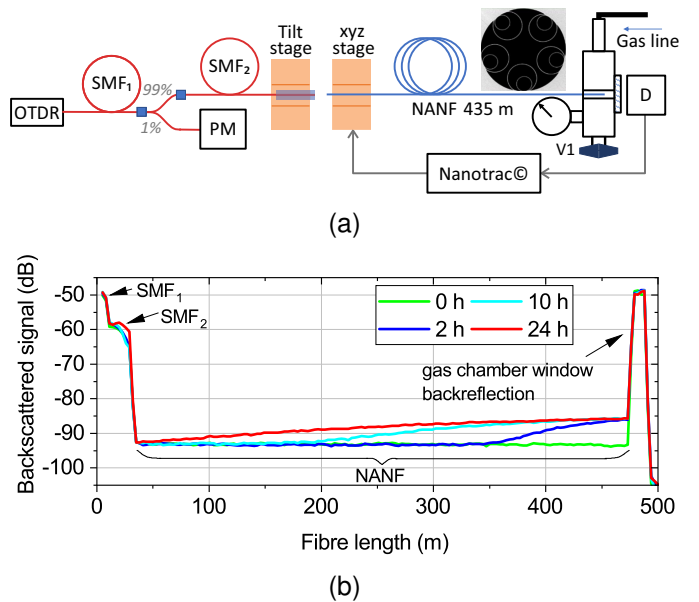 Tilt
stage
xyz
stage
Gas line
SMF₁
99%
SMF₂
OTDR
1%
PM
NANF 435 m
D
V1
Nanotrac©
(a)
Backscattered signal (dB)
-50
-60
-70
-80
-90
-100
SMF₁
SMF₂
0 h
10 h
2 h
24 h
gas chamber window
backreflection
NANF
0
100
200
300
400
500
Fibre length (m)
(b)